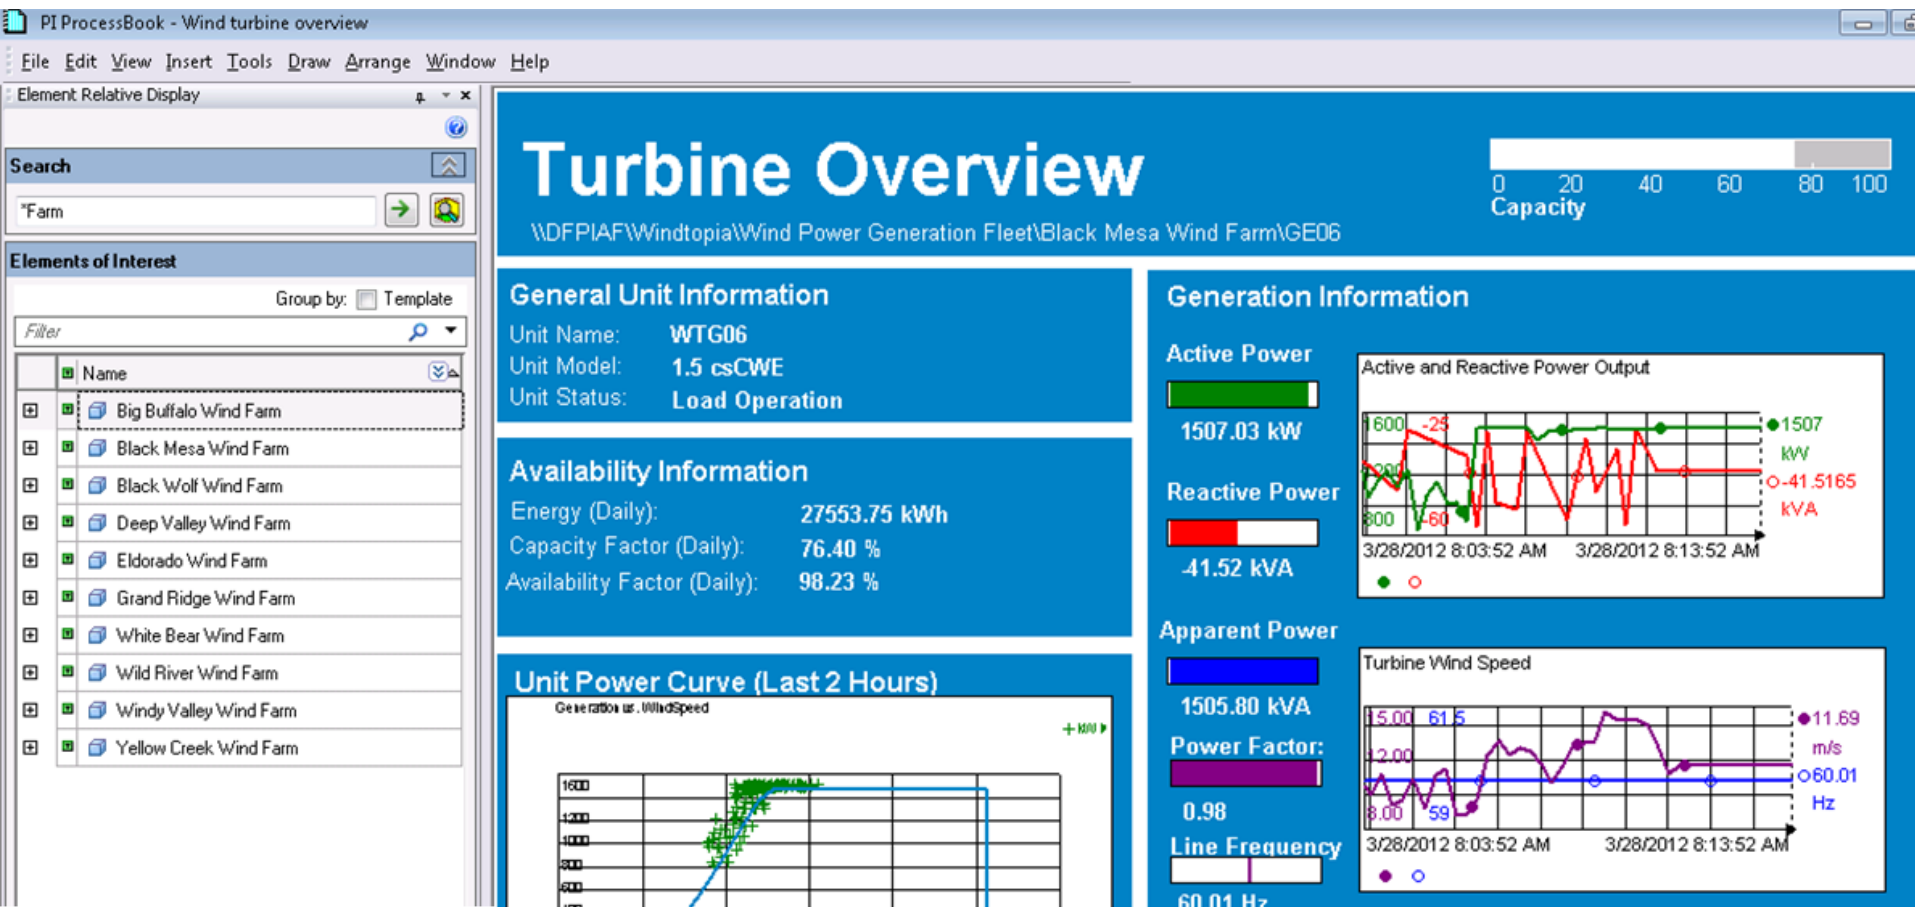 PI ProcessBook - Wind turbine overview
File Edit View Insert Tools Draw Arrange Window Help
Element Relative Display
Search
*Farm
Elements of Interest
Group by: Template
Filter
Name
Big Buffalo Wind Farm
Black Mesa Wind Farm
Black Wolf Wind Farm
Deep Valley Wind Farm
Eldorado Wind Farm
Grand Ridge Wind Farm
White Bear Wind Farm
Wild River Wind Farm
Windy Valley Wind Farm
Yellow Creek Wind Farm
Turbine Overview
\\DFPIAF\Windtopia\Wind Power Generation Fleet\Black Mesa Wind Farm\GE06
0 20 40 60 80 100
Capacity
General Unit Information
Unit Name: WTG06
Unit Model: 1.5 csCWE
Unit Status: Load Operation
Availability Information
Energy (Daily): 27553.75 kWh
Capacity Factor (Daily): 76.40 %
Availability Factor (Daily): 98.23 %
Unit Power Curve (Last 2 Hours)
Generation vs. WindSpeed
kW
1600
1200
1000
800
600
Generation Information
Active Power
1507.03 kW
Reactive Power
-41.52 kVA
Apparent Power
1505.80 kVA
Power Factor:
0.98
Line Frequency
60.01 Hz
Active and Reactive Power Output
1600 -25
1200
800 -60
1507
kW
-41.5165
kVA
3/28/2012 8:03:52 AM 3/28/2012 8:13:52 AM
Turbine Wind Speed
15.00 61.5
12.00
8.00 59
11.69
m/s
60.01
Hz
3/28/2012 8:03:52 AM 3/28/2012 8:13:52 AM